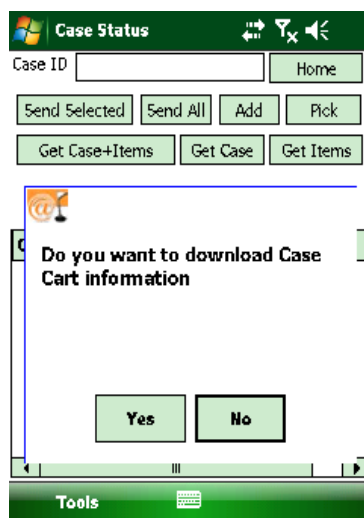 Case Status
Case ID
Home
Send Selected Send All Add Pick
Get Case+Items Get Case Get Items
Do you want to download Case
Cart information
Yes No
Tools